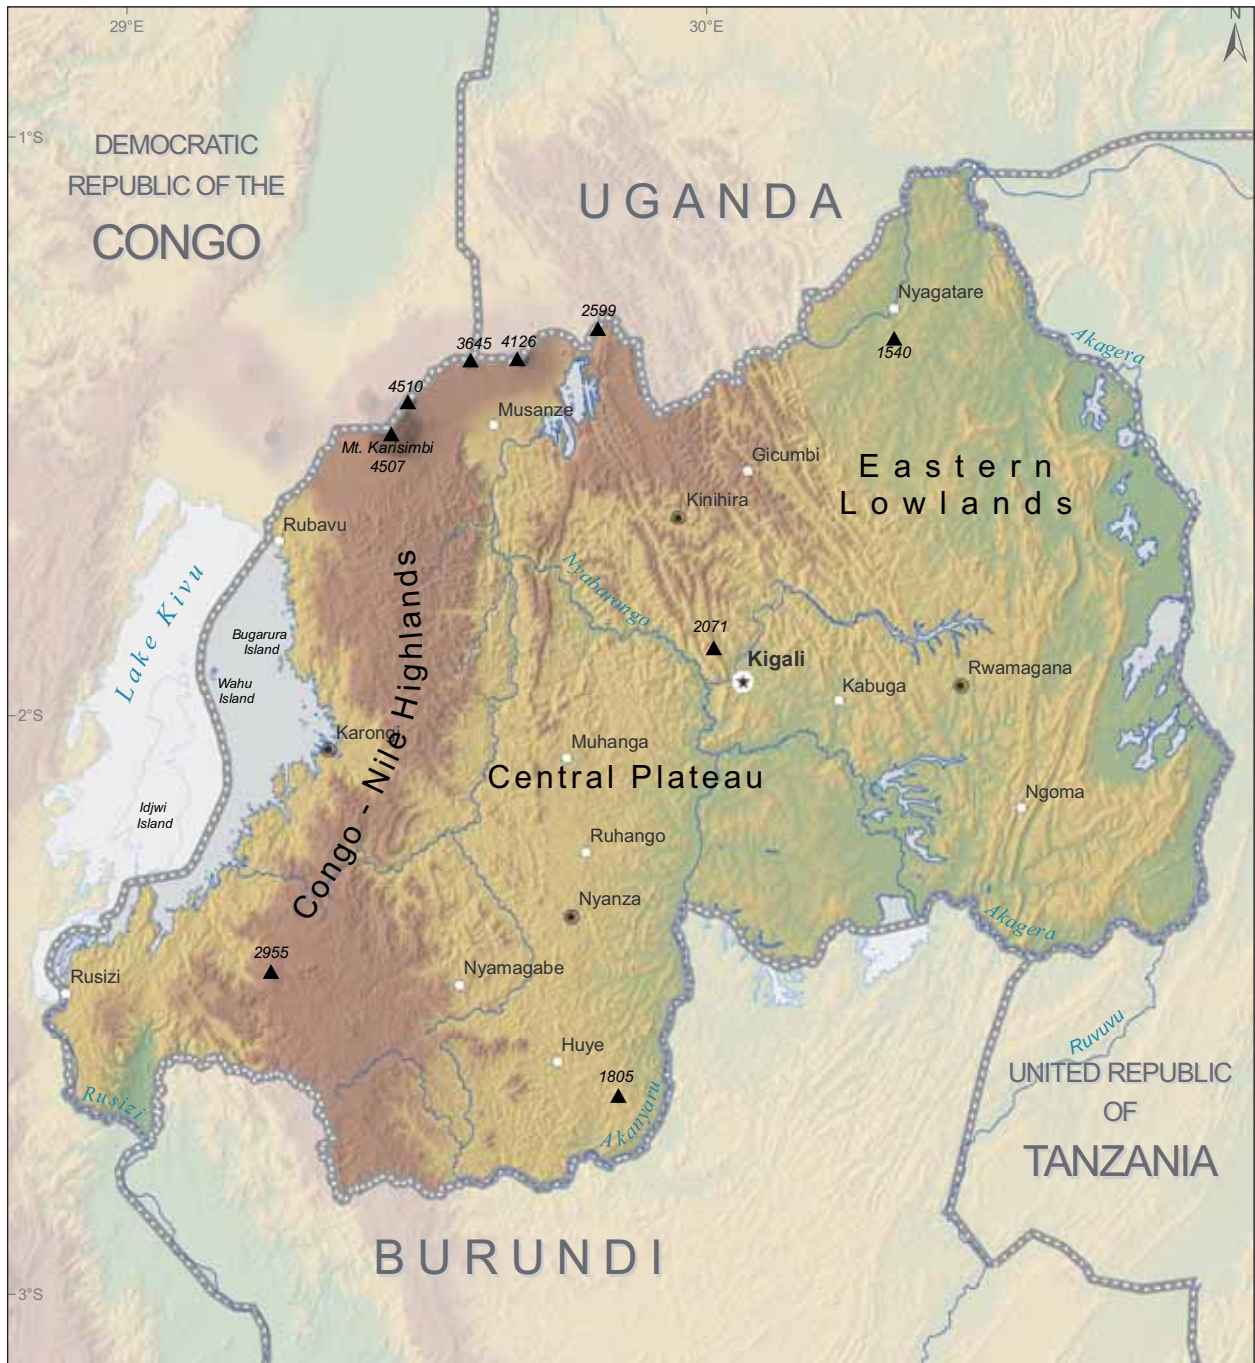 29°E
30°E
N
1°S
DEMOCRATIC
REPUBLIC OF THE
CONGO
UGANDA
Nyagatare
2599
Akagera
3645
4126
1540
4510
Musanze
Mt. Karisimbi
4507
Gicumbi
Eastern
Lowlands
Kinihira
Rubavu
Nyabarongo
Lake Kivu
Bugarura
Island
2071
Kigali
Rwamagana
Wahu
Island
Kabuga
2°S
Karongi
Congo - Nile Highlands
Muhanga
Central Plateau
Ngoma
Idjwi
Island
Ruhango
Nyanza
Akagera
2955
Nyamagabe
Rusizi
Ruvuvu
Huye
1805
UNITED REPUBLIC
OF
TANZANIA
Rusizi
Akanyaru
BURUNDI
3°S